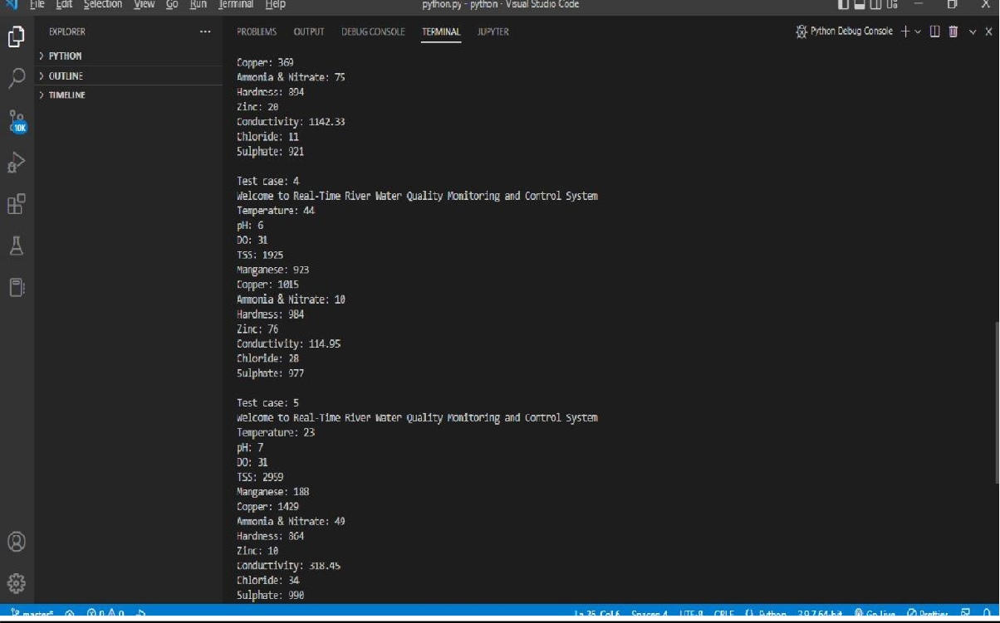 File Edit Selection View Go Run Terminal Help
python.py - python - Visual Studio Code
EXPLORER
PYTHON
OUTLINE
TIMELINE
10K
PROBLEMS OUTPUT DEBUG CONSOLE TERMINAL JUPYTER
Python Debug Console
Copper: 369
Ammonia & Nitrate: 75
Hardness: 894
Zinc: 20
Conductivity: 1142.33
Chloride: 11
Sulphate: 921
Test case: 4
Welcome to Real-Time River Water Quality Monitoring and Control System
Temperature: 44
pH: 6
DO: 31
TSS: 1925
Manganese: 923
Copper: 1015
Ammonia & Nitrate: 10
Hardness: 984
Zinc: 76
Conductivity: 114.95
Chloride: 28
Sulphate: 977
Test case: 5
Welcome to Real-Time River Water Quality Monitoring and Control System
Temperature: 23
pH: 7
DO: 31
TSS: 2959
Manganese: 188
Copper: 1429
Ammonia & Nitrate: 49
Hardness: 864
Zinc: 10
Conductivity: 318.45
Chloride: 34
Sulphate: 990
master* 0 0 Ln 35, Col 6 Spaces: 4 UTF-8 CRLF Python 3.9.7 64-bit Go Live Prettier